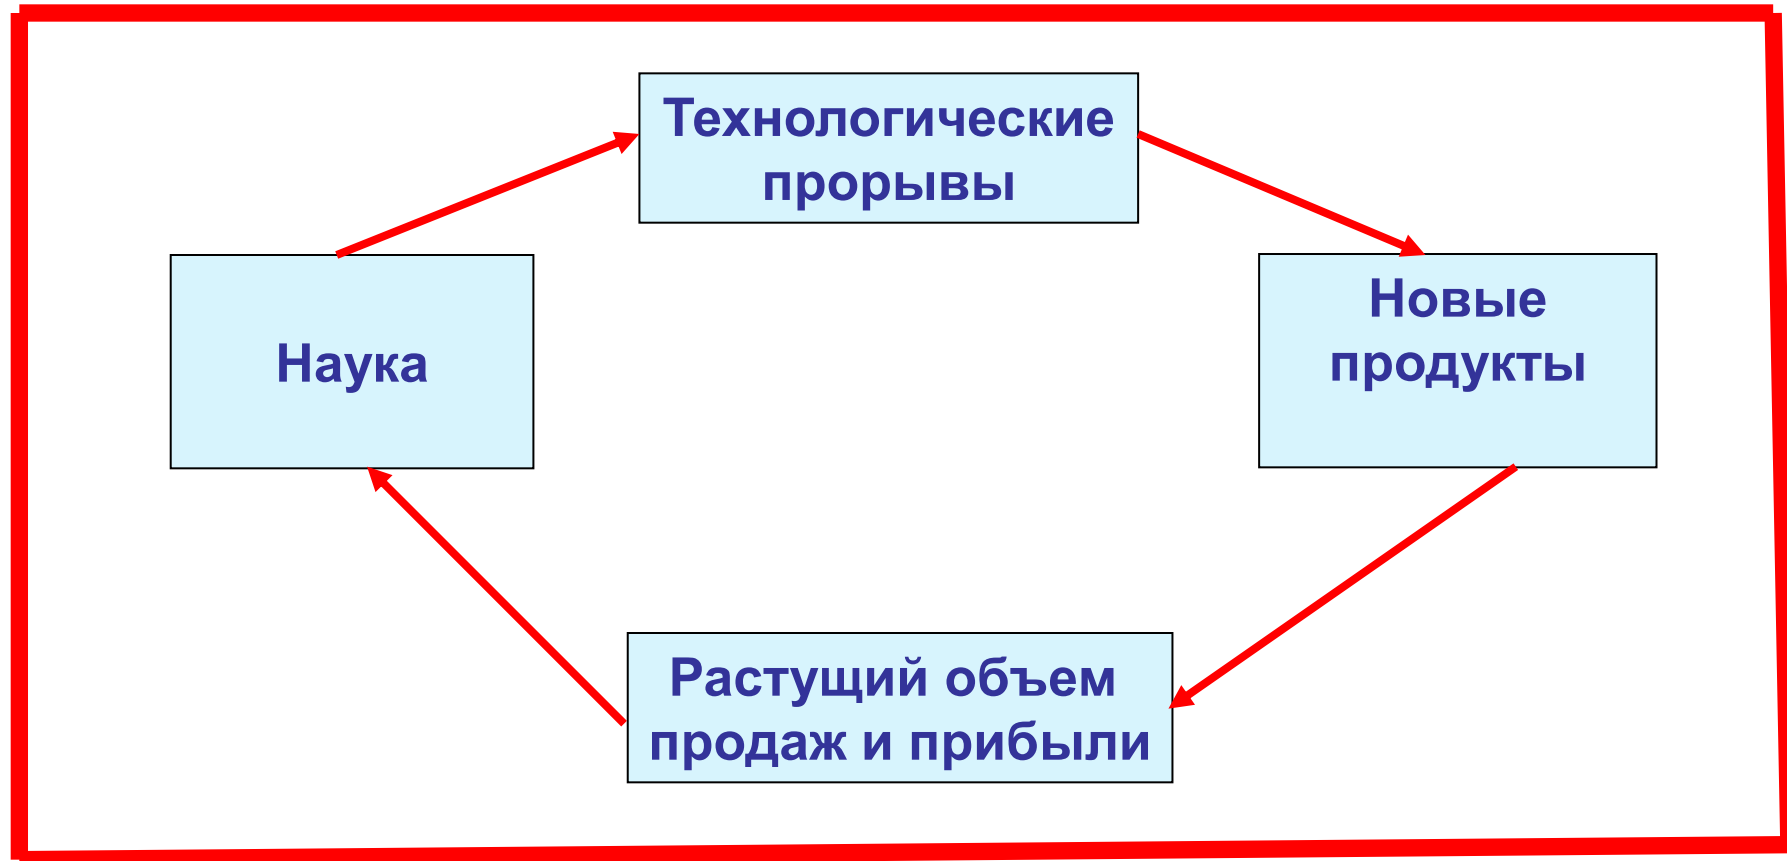 Технологические
прорывы
Наука
Новые
продукты
Растущий объем
продаж и прибыли